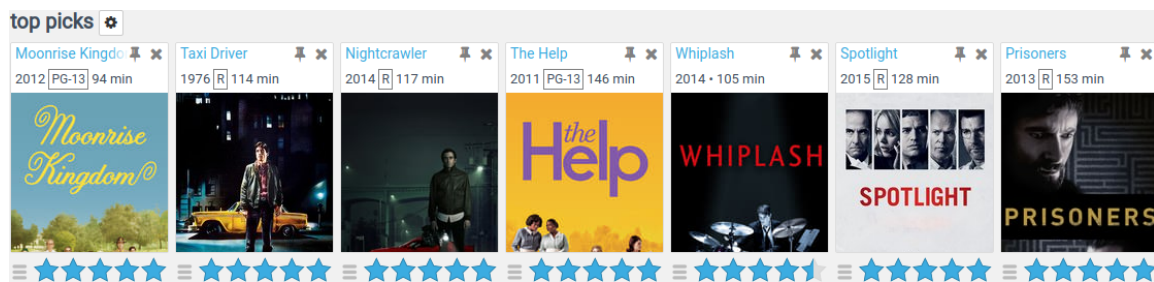 top picks
Moonrise Kingdo
2012 PG-13 94 min
Moonrise
Kingdom
Taxi Driver
1976 R 114 min
Nightcrawler
2014 R 117 min
The Help
2011 PG-13 146 min
the
Help
Whiplash
2014 • 105 min
WHIPLASH
Spotlight
2015 R 128 min
SPOTLIGHT
Prisoners
2013 R 153 min
PRISONERS